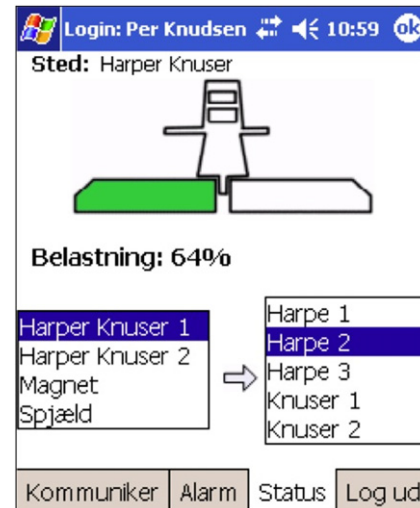 Login: Per Knudsen 10:59 ok
Sted: Harper Knuser
Belastning: 64%
Harper Knuser 1
Harper Knuser 2
Magnet
Spjæld
Harpe 1
Harpe 2
Harpe 3
Knuser 1
Knuser 2
Kommuniker Alarm Status Log ud